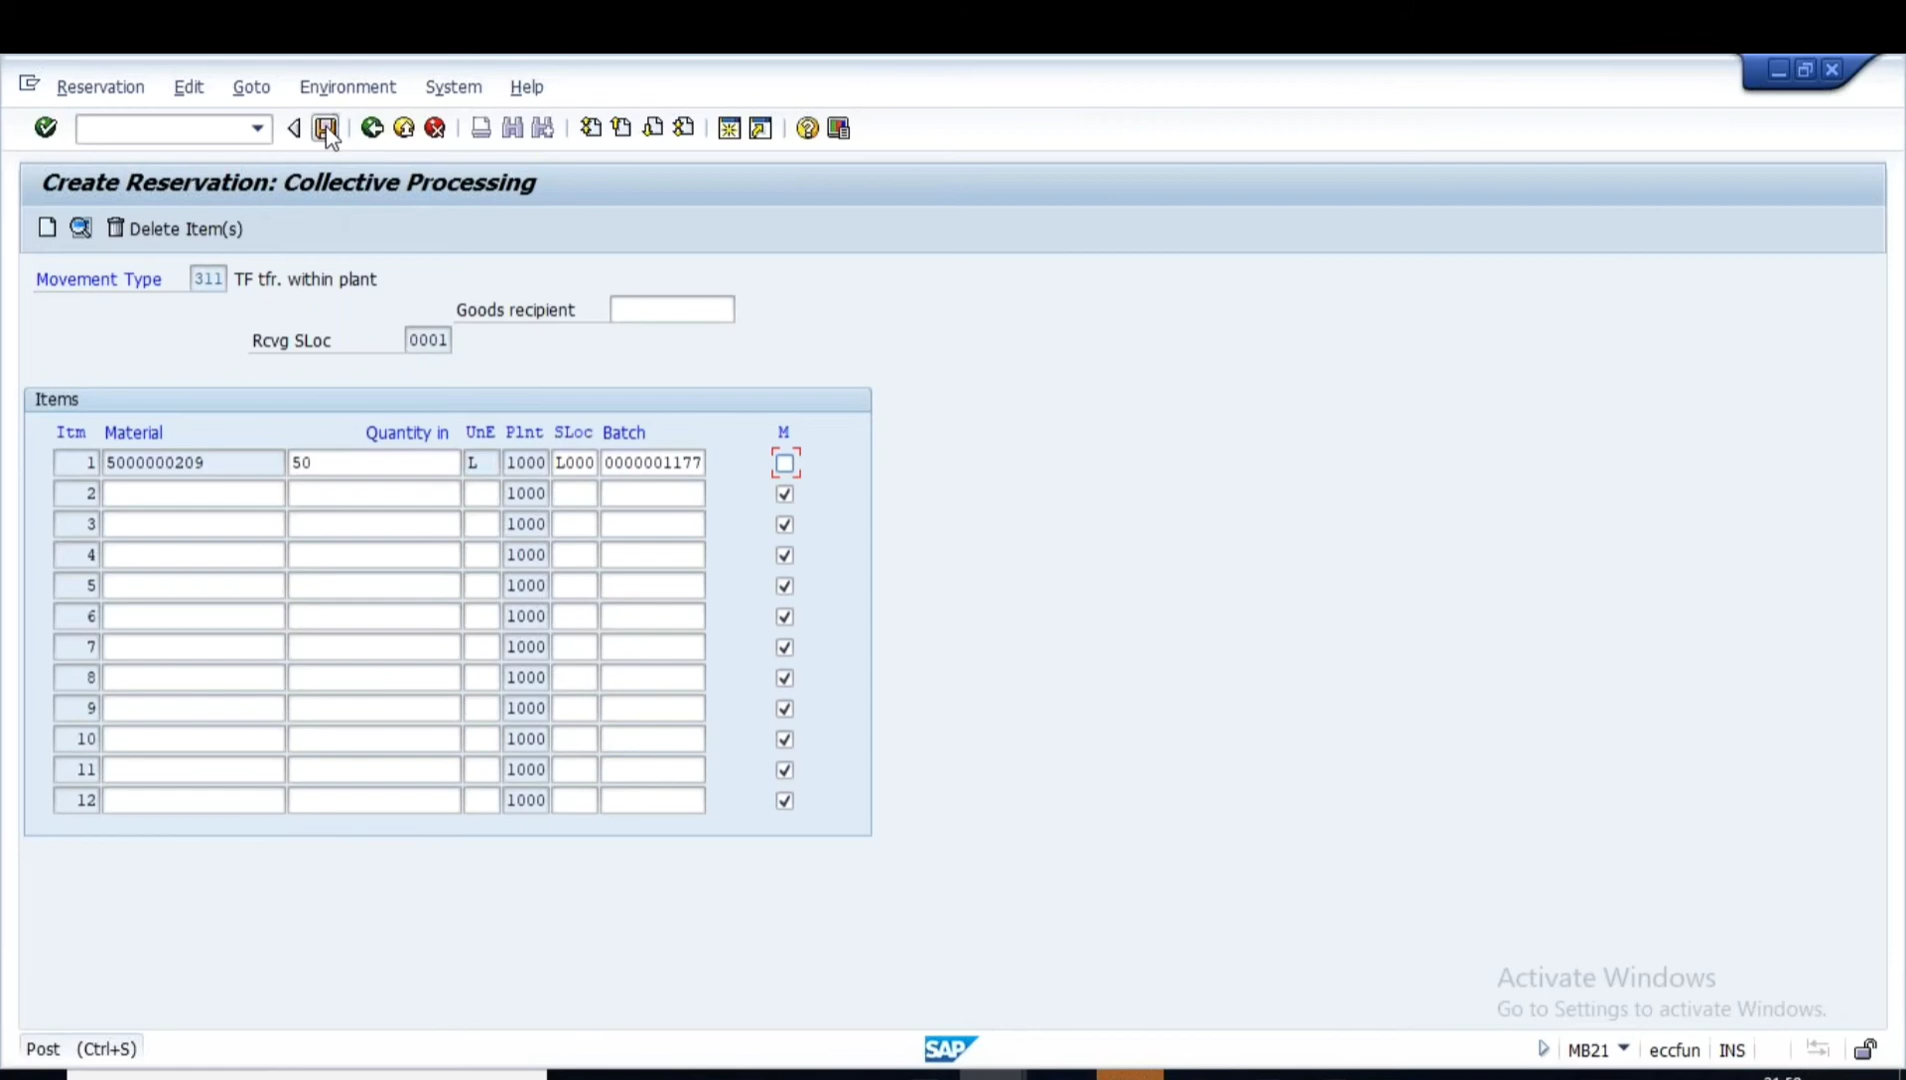 Reservation Edit Goto Environment System Help
Create Reservation: Collective Processing
Delete Item(s)
Movement Type 311 TF tfr. within plant
Goods recipient
Rcvg SLoc 0001
Items
Itm Material Quantity in UnE Plnt SLoc Batch M
1 5000000209 50 L 1000 L000 0000001177
2 1000
3 1000
4 1000
5 1000
6 1000
7 1000
8 1000
9 1000
10 1000
11 1000
12 1000
Activate Windows
Go to Settings to activate Windows.
Post (Ctrl+S) SAP MB21 eccfun INS